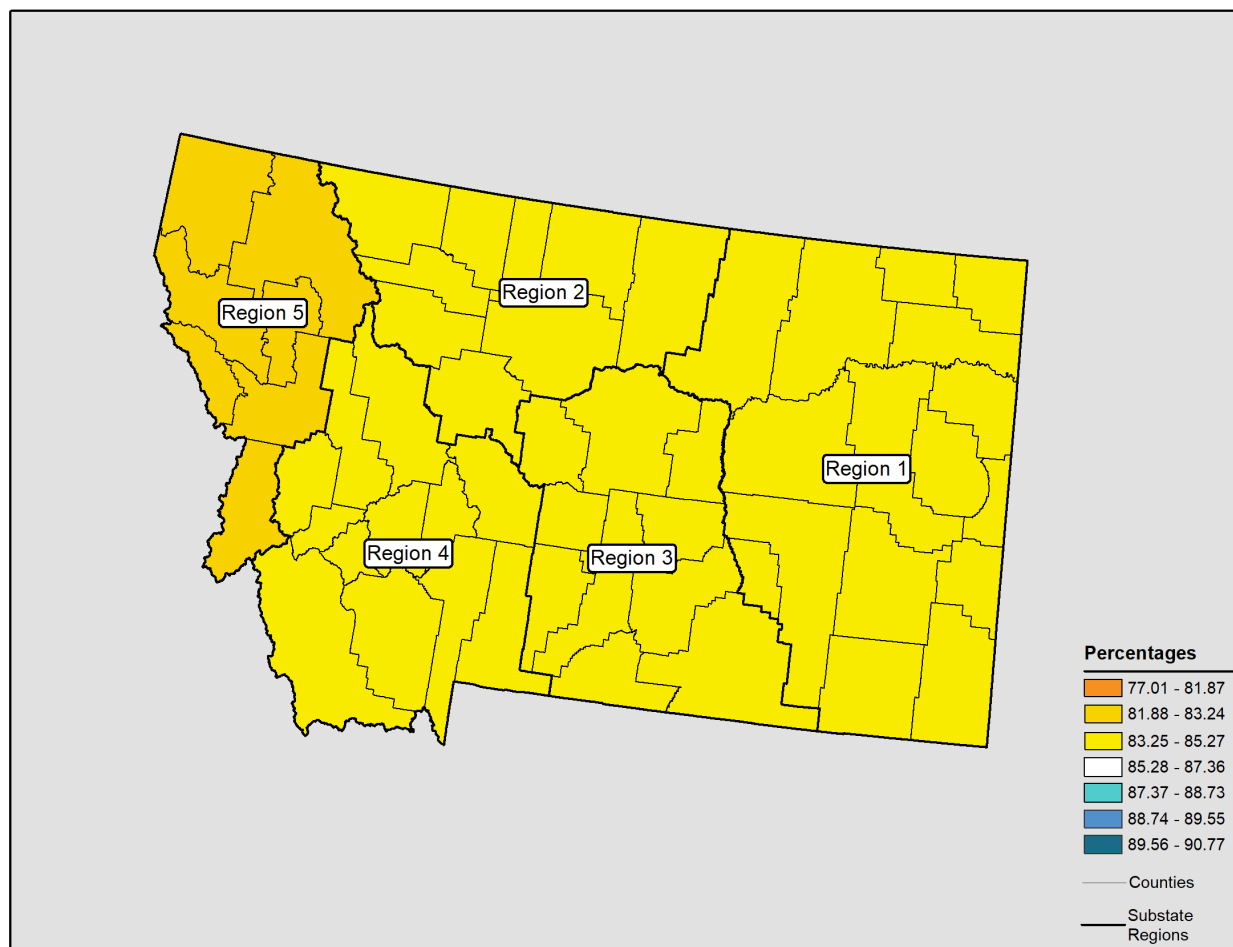 Region 2
Region 5
Region 1
Region 4
Region 3
Percentages
77.01 - 81.87
81.88 - 83.24
83.25 - 85.27
85.28 - 87.36
87.37 - 88.73
88.74 - 89.55
89.56 - 90.77
Counties
Substate
Regions